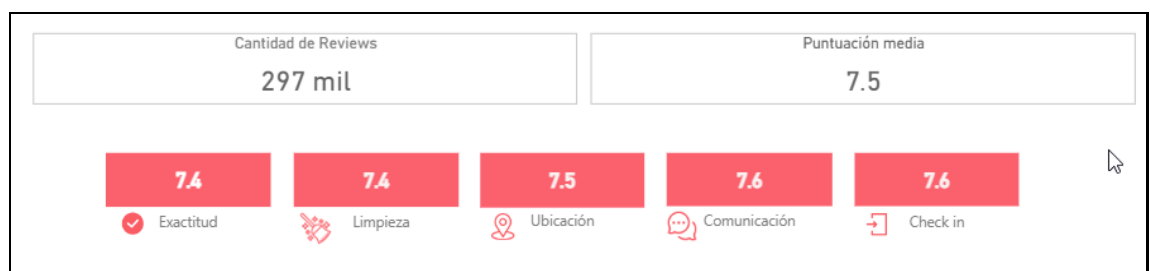 Cantidad de Reviews
297 mil
Puntuación media
7.5
7.4
Exactitud
7.4
Limpieza
7.5
Ubicación
7.6
Comunicación
7.6
Check in